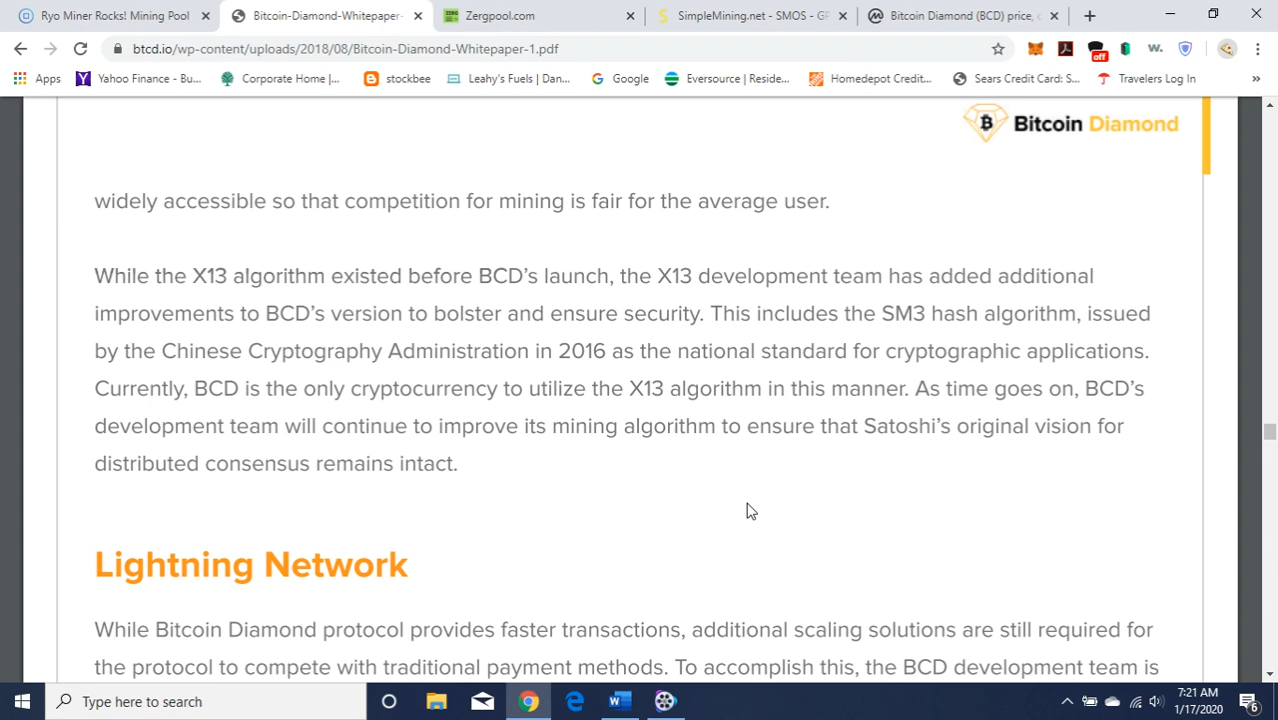 Ryo Miner Rocks! Mining Pool
Bitcoin-Diamond-Whitepaper-
Zergpool.com
SimpleMining.net - SMOS - GP
Bitcoin Diamond (BCD) price, c
btcd.io/wp-content/uploads/2018/08/Bitcoin-Diamond-Whitepaper-1.pdf
off
Apps
Yahoo Finance - Bu...
Corporate Home |...
stockbee
Leahy's Fuels | Dan...
Google
Eversource | Reside...
Homedepot Credit...
Sears Credit Card: S...
Travelers Log In
Bitcoin Diamond
widely accessible so that competition for mining is fair for the average user.
While the X13 algorithm existed before BCD's launch, the X13 development team has added additional
improvements to BCD's version to bolster and ensure security. This includes the SM3 hash algorithm, issued
by the Chinese Cryptography Administration in 2016 as the national standard for cryptographic applications.
Currently, BCD is the only cryptocurrency to utilize the X13 algorithm in this manner. As time goes on, BCD's
development team will continue to improve its mining algorithm to ensure that Satoshi's original vision for
distributed consensus remains intact.
Lightning Network
While Bitcoin Diamond protocol provides faster transactions, additional scaling solutions are still required for
the protocol to compete with traditional payment methods. To accomplish this, the BCD development team is
Type here to search
7:21 AM
1/17/2020
6